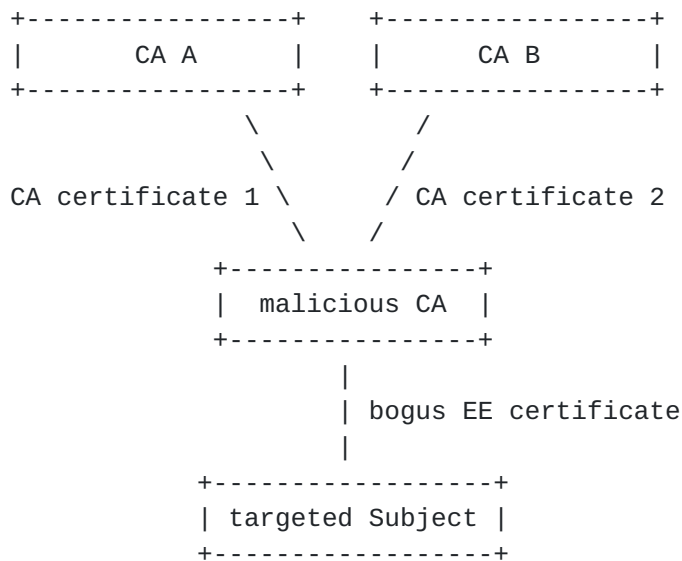 CA A
CA B
CA certificate 1
CA certificate 2
malicious CA
bogus EE certificate
targeted Subject